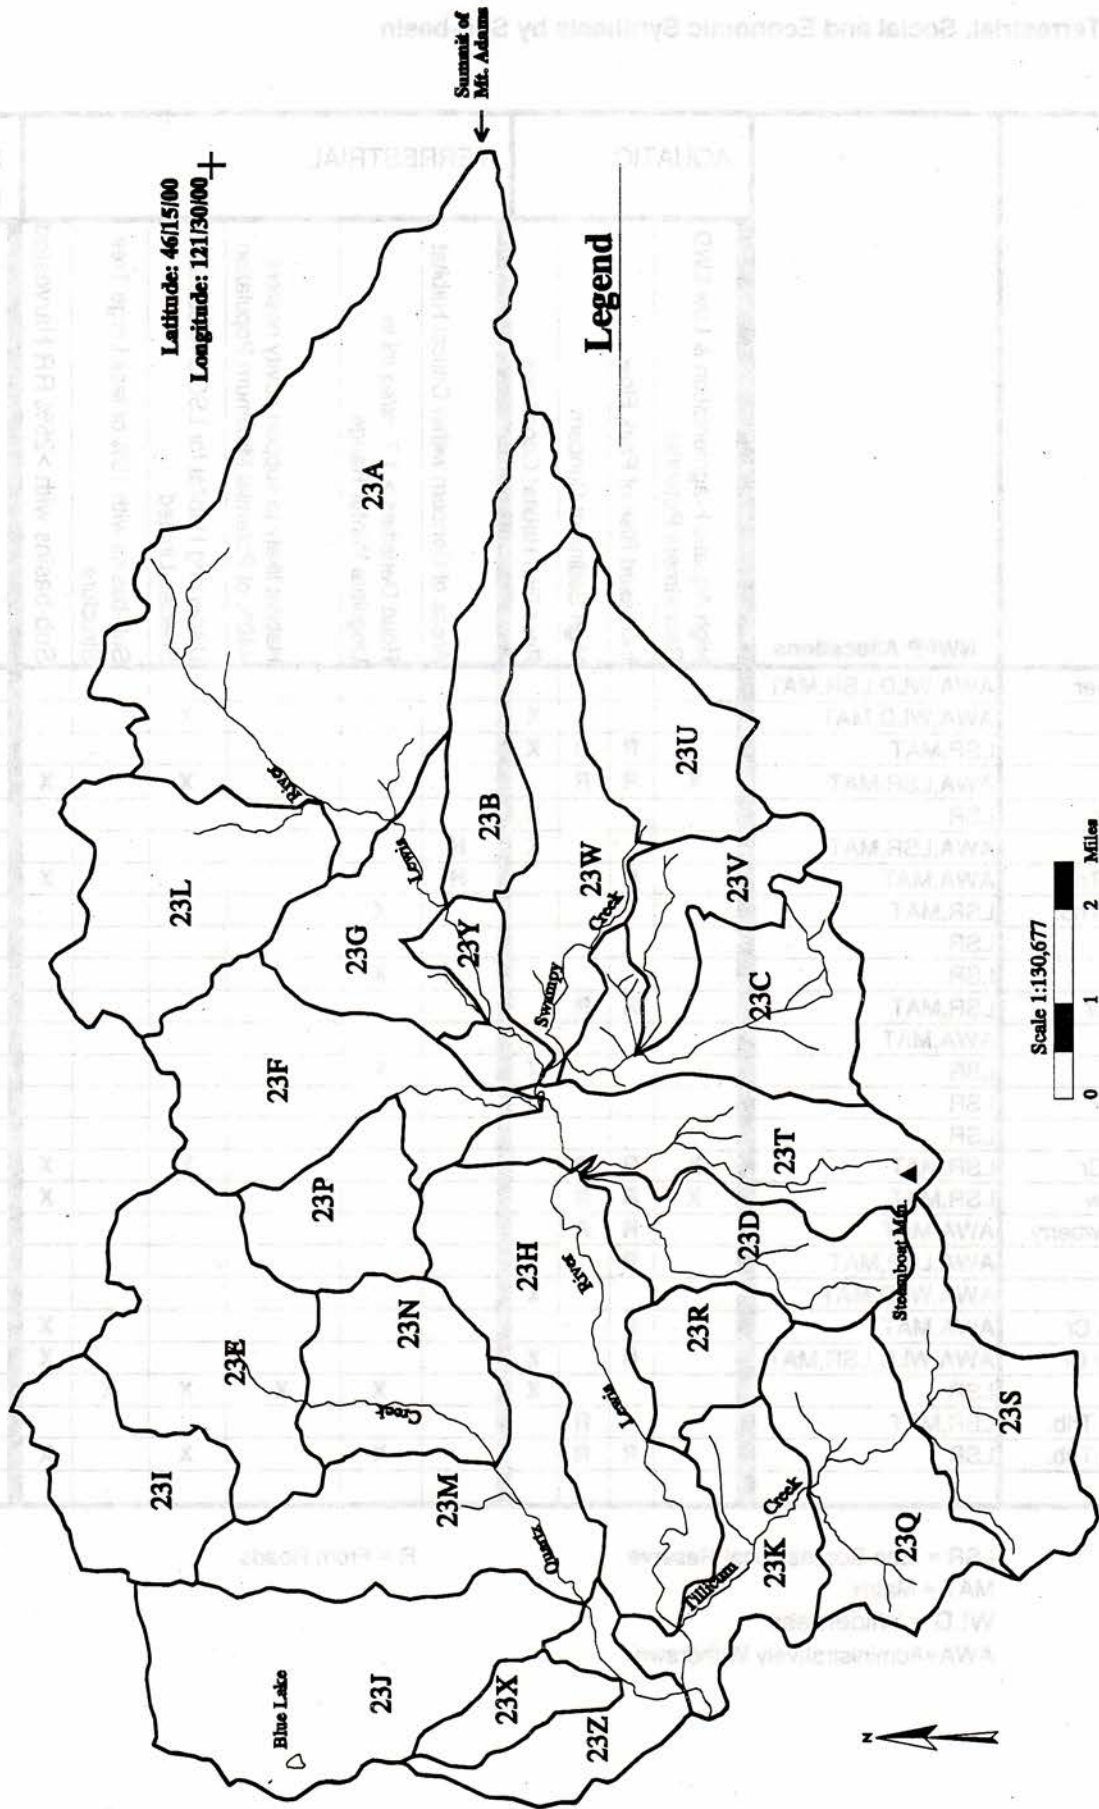 Summit of
Mt. Adams
Latitude: 46/15/00
Longitude: 121/30/00
23A
Legend
River
23L
23B
23U
Lewis
23G
23Y
23W
Creek
23V
Swampy
23F
23C
23P
23T
23H
River
23D
Steamboat Mtn.
23N
23E
Creek
23R
Lewis
23I
23M
23S
Quartz
Creek
23K
23Q
Tillicum
23J
Blue Lake
23X
23Z
N
Scale 1:130,677
0 1 2 Miles